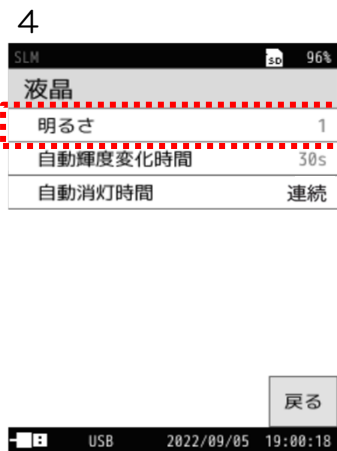 4
SLM SD 96%
液晶
明るさ 1
自動輝度変化時間 30s
自動消灯時間 連続
戻る
USB 2022/09/05 19:00:18